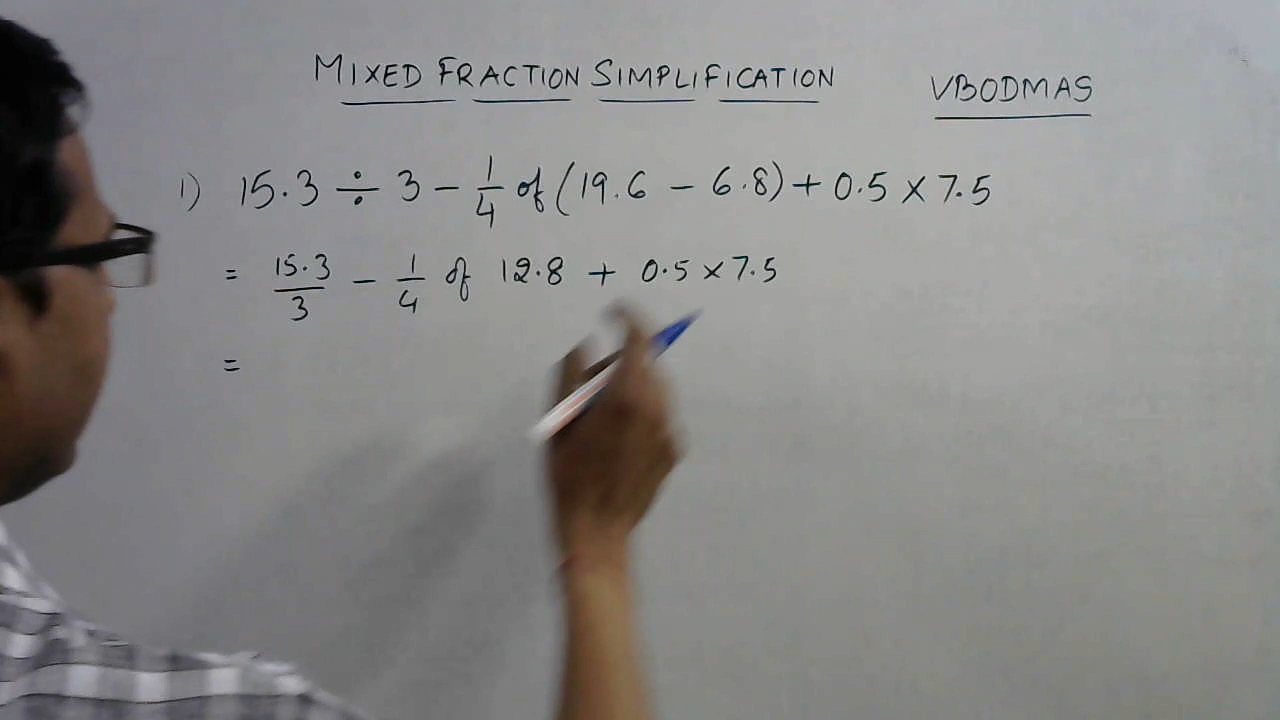 MIXED FRACTION SIMPLIFICATION VBODMAS
1) 15.3 ÷ 3 - 1/4 of (19.6 - 6.8) + 0.5 × 7.5
= 15.3/3 - 1/4 of 12.8 + 0.5 × 7.5
=